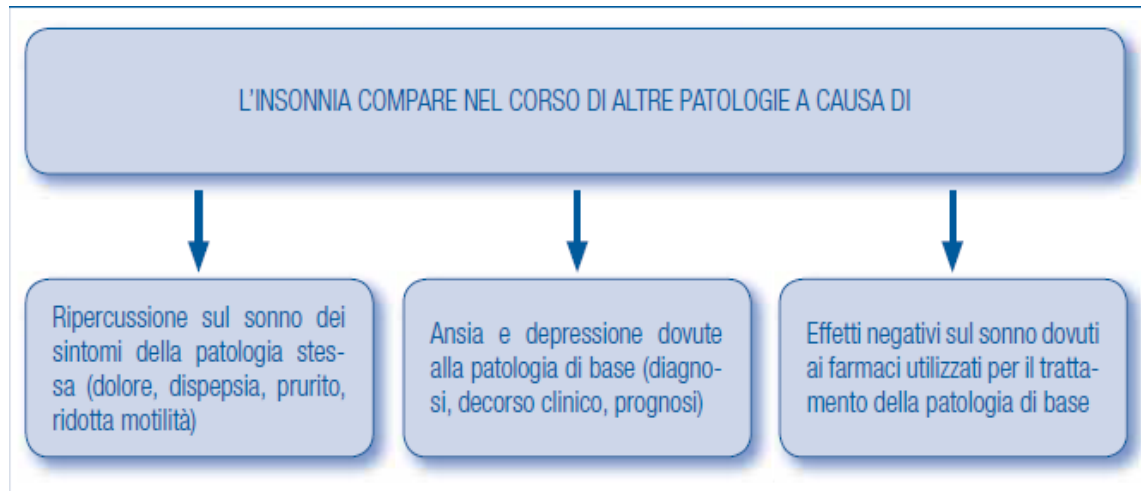 L'INSONNIA COMPARE NEL CORSO DI ALTRE PATOLOGIE A CAUSA DI
Ripercussione sul sonno dei
sintomi della patologia stes-
sa (dolore, dispepsia, prurito,
ridotta motilità)
Ansia e depressione dovute
alla patologia di base (diagno-
si, decorso clinico, prognosi)
Effetti negativi sul sonno dovuti
ai farmaci utilizzati per il tratta-
mento della patologia di base